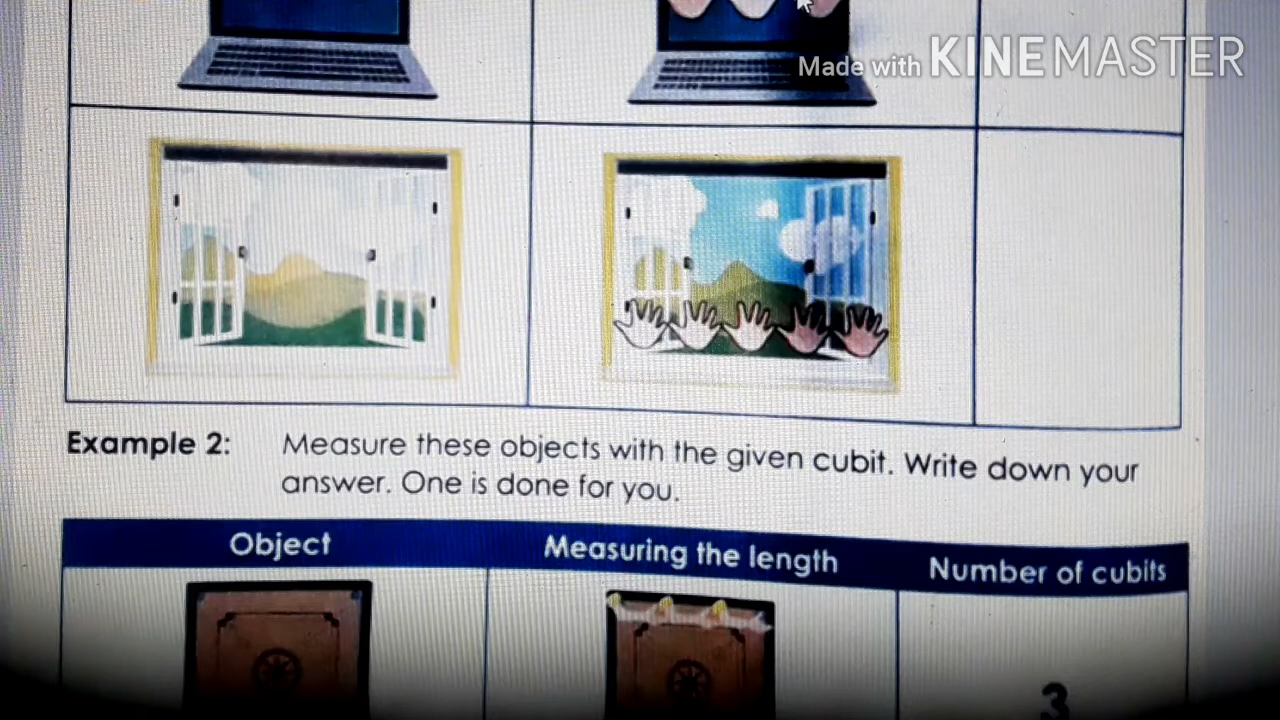 Made with KINEMASTER
Example 2: Measure these objects with the given cubit. Write down your
answer. One is done for you.
Object Measuring the length Number of cubits
3